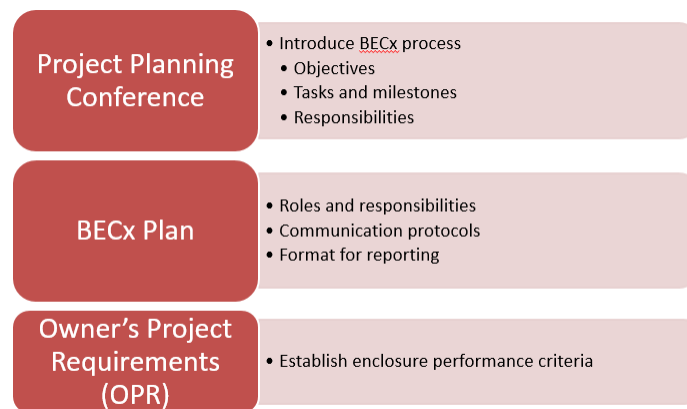 Project Planning
Conference
• Introduce BECx process
• Objectives
• Tasks and milestones
• Responsibilities
BECx Plan
• Roles and responsibilities
• Communication protocols
• Format for reporting
Owner’s Project
Requirements
(OPR)
• Establish enclosure performance criteria